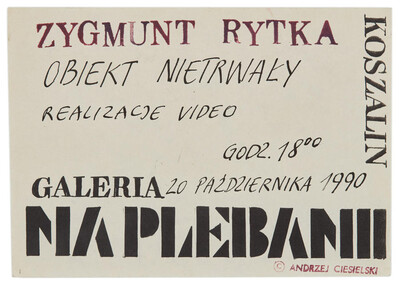 ZYGMUNT RYTKA
OBIEKT NIETRWAŁY
REALIZACJE VIDEO
GODZ. 18⁰⁰
KOSZALIN
GALERIA 20 PAŹDZIERNIKA 1990
NA PLEBANII
© ANDRZEJ CIESIELSKI